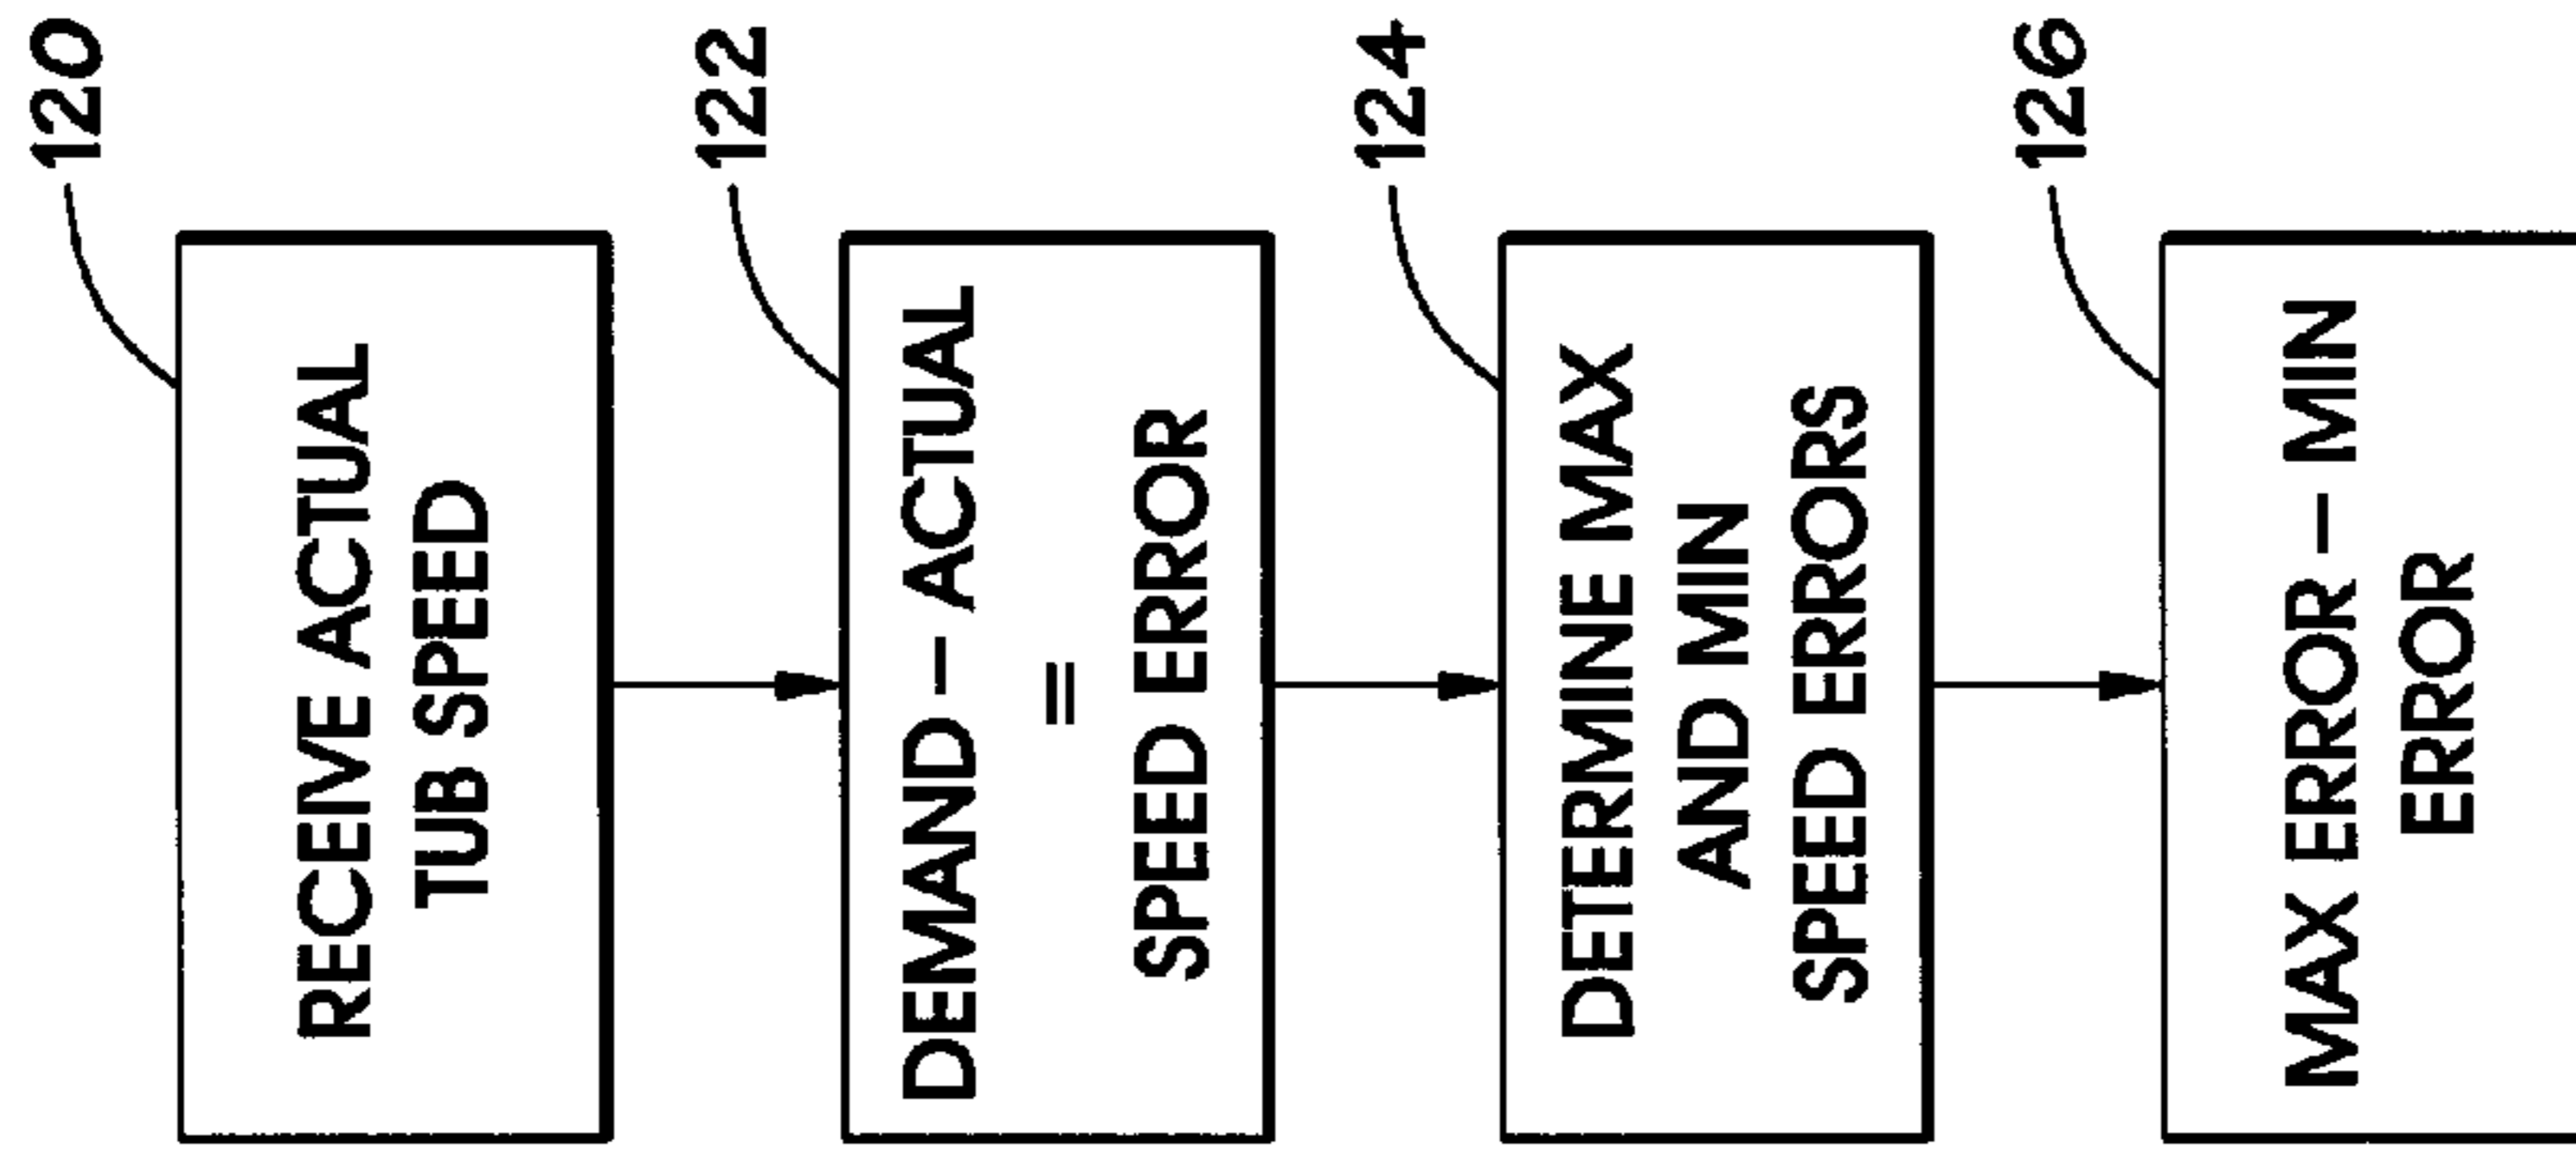 120
RECEIVE ACTUAL
TUB SPEED
122
DEMAND – ACTUAL
=
SPEED ERROR
124
DETERMINE MAX
AND MIN
SPEED ERRORS
126
MAX ERROR – MIN
ERROR